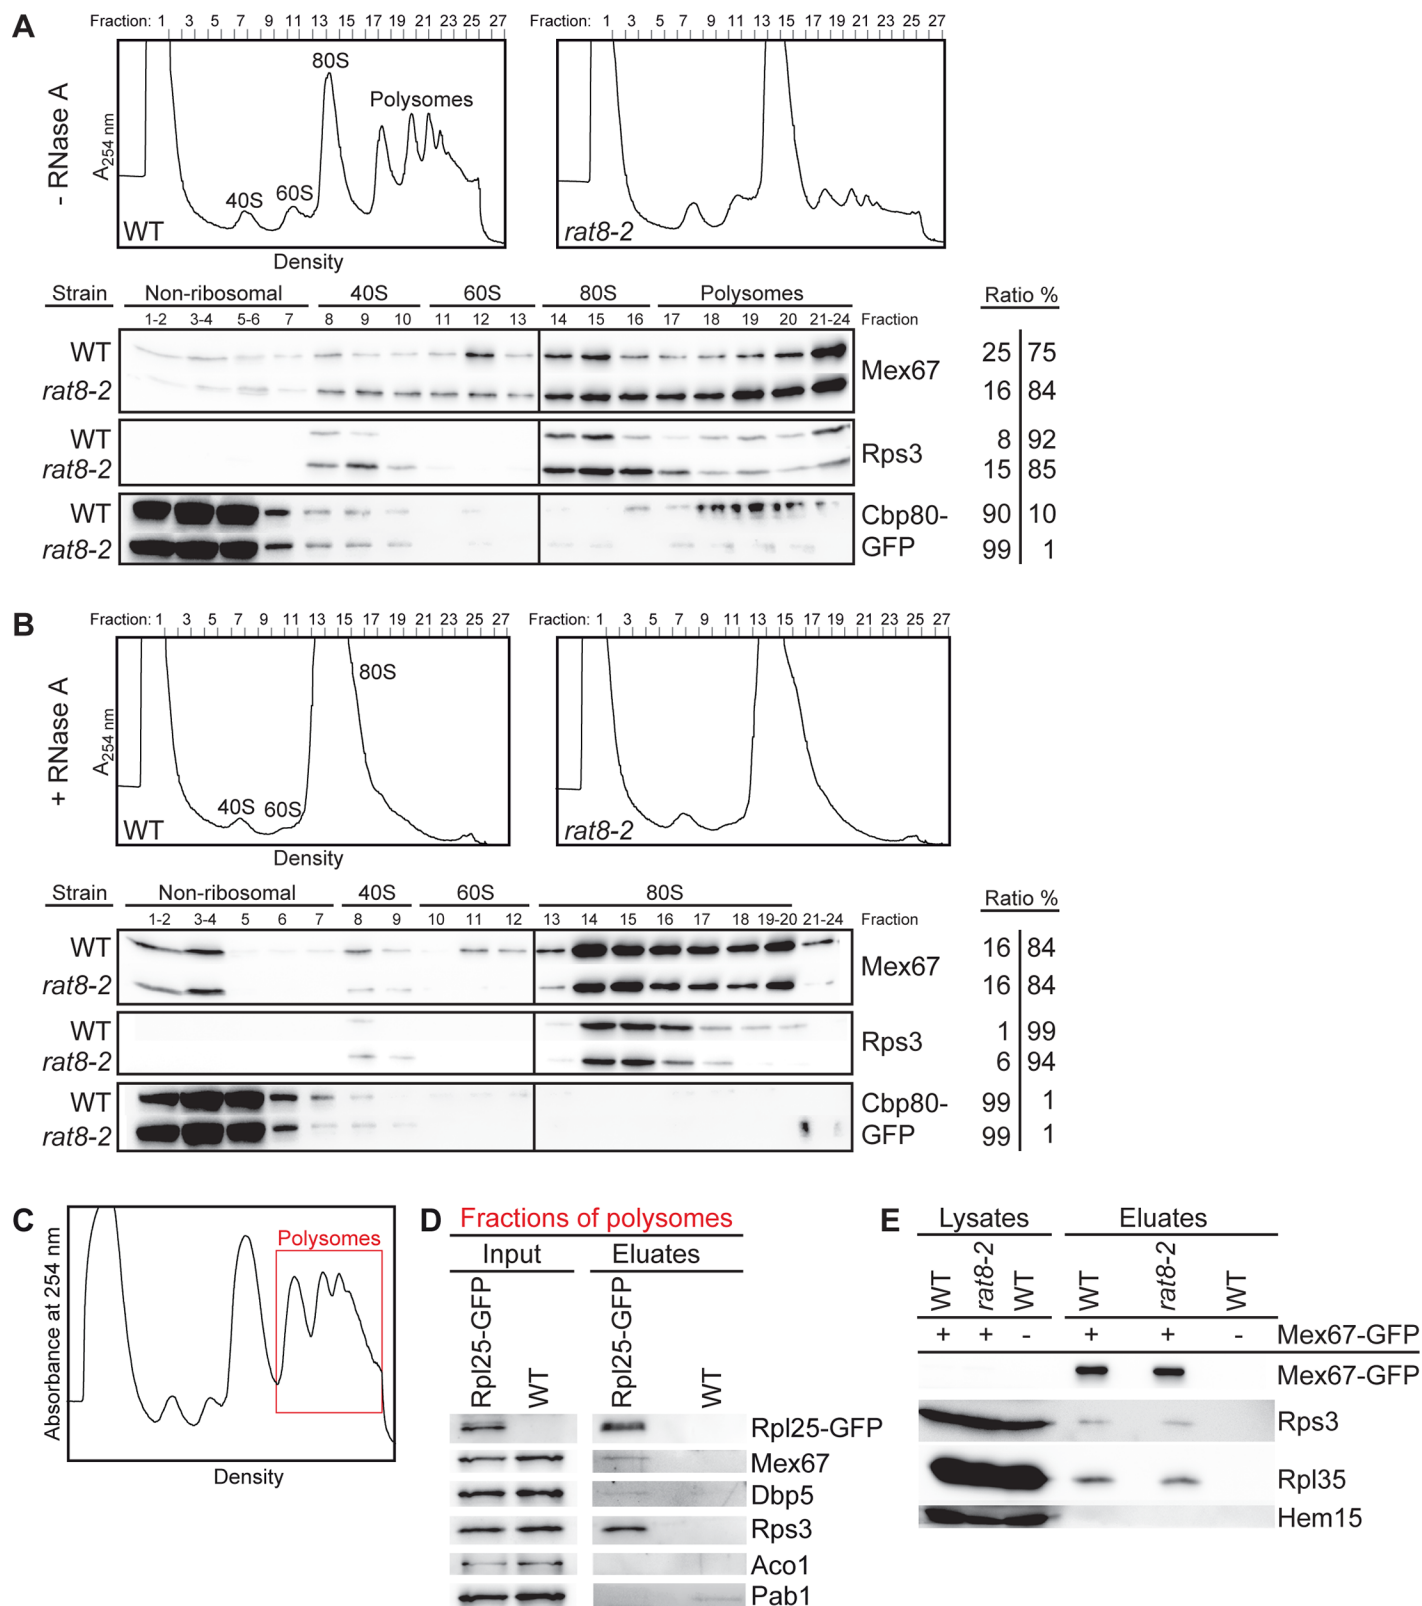 A
Fraction: 1 3 5 7 9 11 13 15 17 19 21 23 25 27
Fraction: 1 3 5 7 9 11 13 15 17 19 21 23 25 27
- RNase A
A254 nm
40S 60S 80S Polysomes
WT
rat8-2
Density
Strain Non-ribosomal 40S 60S 80S Polysomes Ratio %
1-2 3-4 5-6 7 8 9 10 11 12 13 14 15 16 17 18 19 20 21-24 Fraction
WT 25 75
Mex67
rat8-2 16 84
WT 8 92
Rps3
rat8-2 15 85
WT Cbp80- 90 10
rat8-2 GFP 99 1
B
Fraction: 1 3 5 7 9 11 13 15 17 19 21 23 25 27
Fraction: 1 3 5 7 9 11 13 15 17 19 21 23 25 27
+ RNase A
A254 nm
40S 60S 80S
WT
rat8-2
Density
Strain Non-ribosomal 40S 60S 80S Ratio %
1-2 3-4 5 6 7 8 9 10 11 12 13 14 15 16 17 18 19-20 21-24 Fraction
WT 16 84
Mex67
rat8-2 16 84
WT 1 99
Rps3
rat8-2 6 94
WT Cbp80- 99 1
rat8-2 GFP 99 1
C
Absorbance at 254 nm
Polysomes
Density
D
Fractions of polysomes
Input Eluates
Rpl25-GFP WT Rpl25-GFP WT
Rpl25-GFP
Mex67
Dbp5
Rps3
Aco1
Pab1
E
Lysates Eluates
WT rat8-2 WT WT rat8-2 WT
+ + - + + - Mex67-GFP
Mex67-GFP
Rps3
Rpl35
Hem15